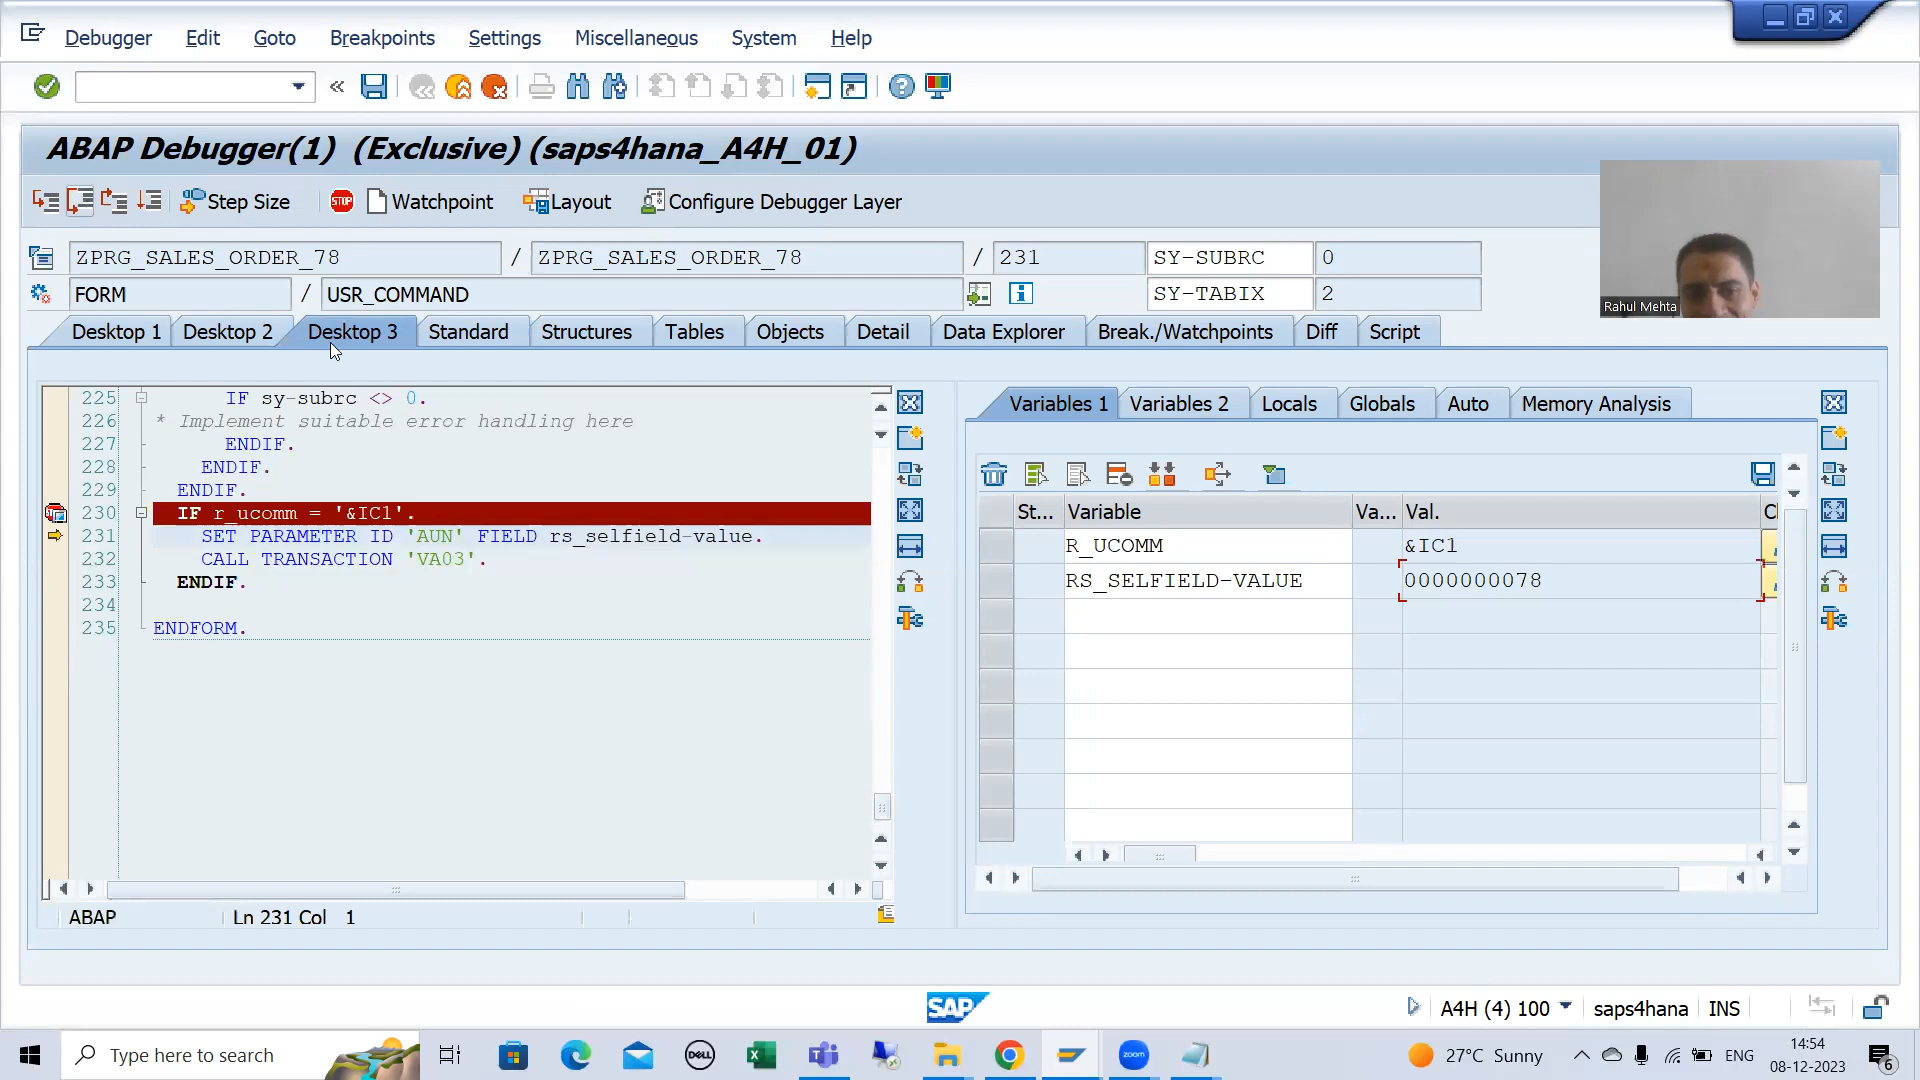 Debugger Edit Goto Breakpoints Settings Miscellaneous System Help
ABAP Debugger(1) (Exclusive) (saps4hana_A4H_01)
Step Size STOP Watchpoint Layout Configure Debugger Layer
ZPRG_SALES_ORDER_78 / ZPRG_SALES_ORDER_78 / 231 SY-SUBRC 0
FORM / USR_COMMAND SY-TABIX 2
Rahul Mehta
Desktop 1 Desktop 2 Desktop 3 Standard Structures Tables Objects Detail Data Explorer Break./Watchpoints Diff Script
225 IF sy-subrc <> 0.
226 * Implement suitable error handling here
227 ENDIF.
228 ENDIF.
229 ENDIF.
230 IF r_ucomm = '&IC1'.
231 SET PARAMETER ID 'AUN' FIELD rs_selfield-value.
232 CALL TRANSACTION 'VA03'.
233 ENDIF.
234
235 ENDFORM.
ABAP Ln 231 Col 1
Variables 1 Variables 2 Locals Globals Auto Memory Analysis
St... Variable Va... Val. C
R_UCOMM &IC1
RS_SELFIELD-VALUE 0000000078
SAP A4H (4) 100 saps4hana INS
Type here to search DELL zoom 27°C Sunny ENG 14:54
08-12-2023 6